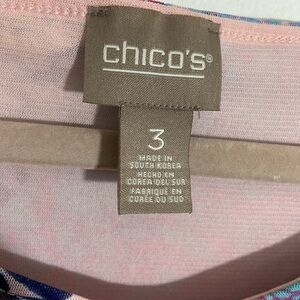 chico's®
3
MADE IN
SOUTH KOREA
HECHO EN
COREA DEL SUR
FABRIQUÉ EN
CORÉE DU SUD